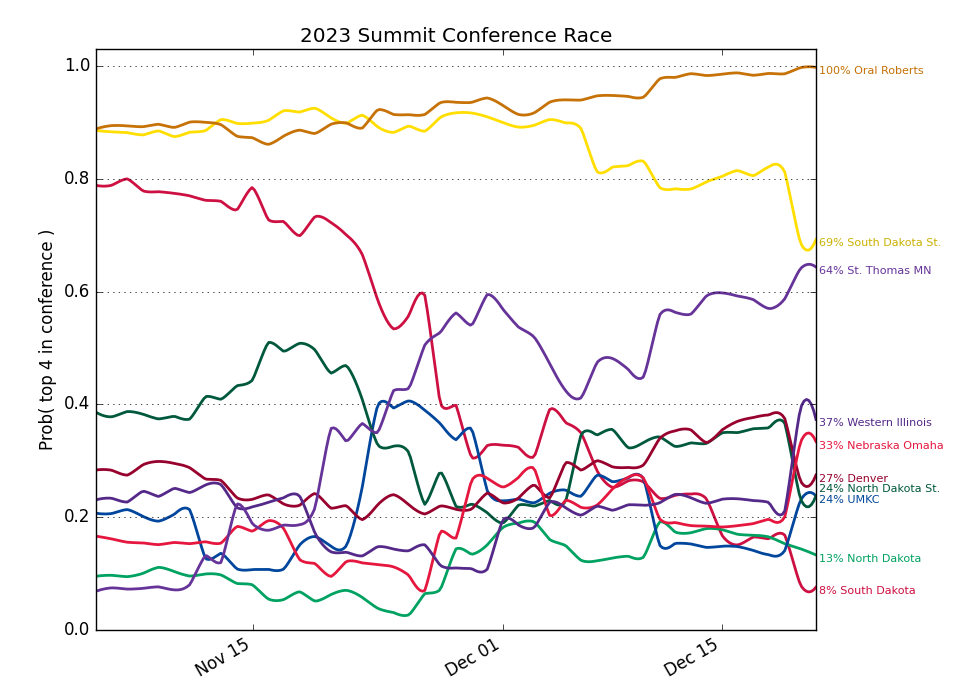 2023 Summit Conference Race
Prob( top 4 in conference )
1.0
0.8
0.6
0.4
0.2
0.0
Nov 15
Dec 01
Dec 15
100% Oral Roberts
69% South Dakota St.
64% St. Thomas MN
37% Western Illinois
33% Nebraska Omaha
27% Denver
24% North Dakota St.
24% UMKC
13% North Dakota
8% South Dakota